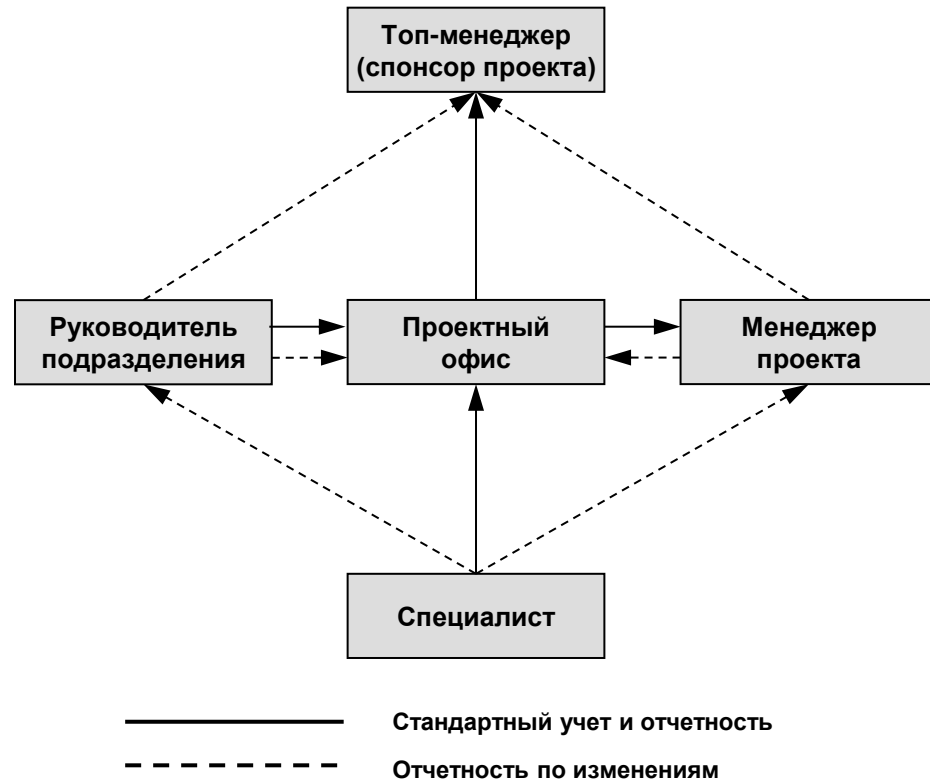 Топ-менеджер
(спонсор проекта)
Руководитель
подразделения
Проектный
офис
Менеджер
проекта
Специалист
Стандартный учет и отчетность
Отчетность по изменениям